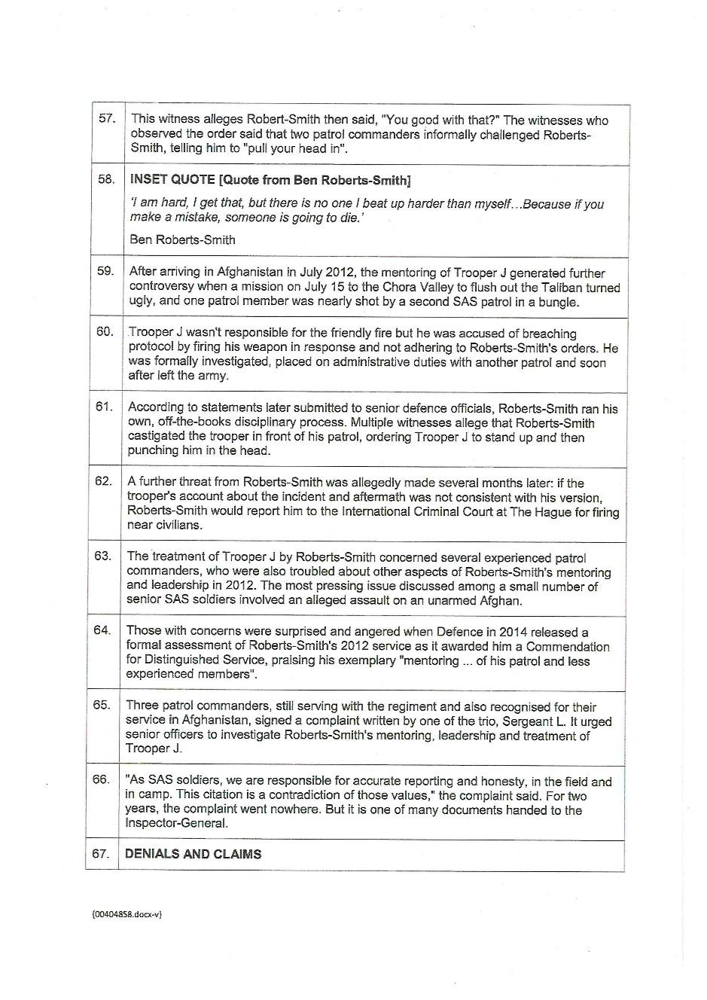 57. This witness alleges Robert-Smith then said, "You good with that?" The witnesses who
observed the order said that two patrol commanders informally challenged Roberts-
Smith, telling him to "pull your head in".
58. INSET QUOTE [Quote from Ben Roberts-Smith]
'I am hard, I get that, but there is no one I beat up harder than myself...Because if you
make a mistake, someone is going to die.'
Ben Roberts-Smith
59. After arriving in Afghanistan in July 2012, the mentoring of Trooper J generated further
controversy when a mission on July 15 to the Chora Valley to flush out the Taliban turned
ugly, and one patrol member was nearly shot by a second SAS patrol in a bungle.
60. Trooper J wasn't responsible for the friendly fire but he was accused of breaching
protocol by firing his weapon in response and not adhering to Roberts-Smith's orders. He
was formally investigated, placed on administrative duties with another patrol and soon
after left the army.
61. According to statements later submitted to senior defence officials, Roberts-Smith ran his
own, off-the-books disciplinary process. Multiple witnesses allege that Roberts-Smith
castigated the trooper in front of his patrol, ordering Trooper J to stand up and then
punching him in the head.
62. A further threat from Roberts-Smith was allegedly made several months later: if the
trooper's account about the incident and aftermath was not consistent with his version,
Roberts-Smith would report him to the International Criminal Court at The Hague for firing
near civilians.
63. The treatment of Trooper J by Roberts-Smith concerned several experienced patrol
commanders, who were also troubled about other aspects of Roberts-Smith's mentoring
and leadership in 2012. The most pressing issue discussed among a small number of
senior SAS soldiers involved an alleged assault on an unarmed Afghan.
64. Those with concerns were surprised and angered when Defence in 2014 released a
formal assessment of Roberts-Smith's 2012 service as it awarded him a Commendation
for Distinguished Service, praising his exemplary "mentoring ... of his patrol and less
experienced members".
65. Three patrol commanders, still serving with the regiment and also recognised for their
service in Afghanistan, signed a complaint written by one of the trio, Sergeant L. It urged
senior officers to investigate Roberts-Smith's mentoring, leadership and treatment of
Trooper J.
66. "As SAS soldiers, we are responsible for accurate reporting and honesty, in the field and
in camp. This citation is a contradiction of those values," the complaint said. For two
years, the complaint went nowhere. But it is one of many documents handed to the
Inspector-General.
67. DENIALS AND CLAIMS
{00404858.docx-v}